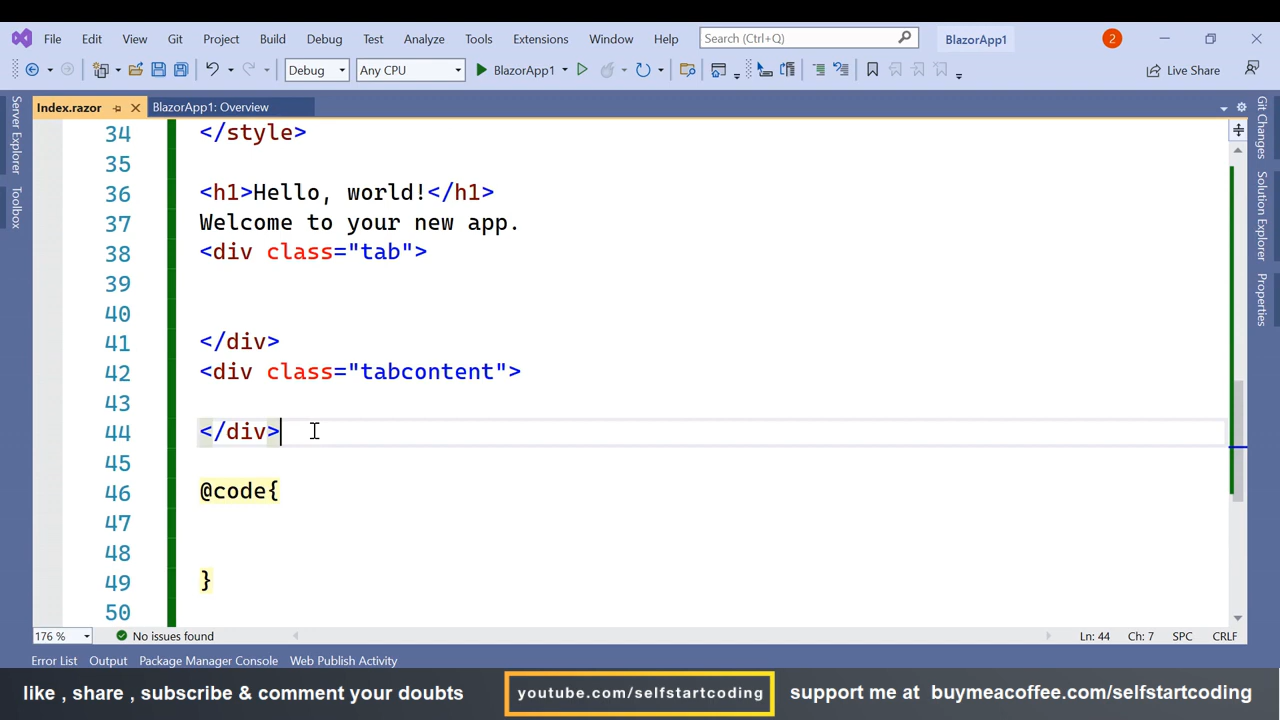 File Edit View Git Project Build Debug Test Analyze Tools Extensions Window Help Search (Ctrl+Q) BlazorApp1 2
Debug Any CPU BlazorApp1 Live Share
Index.razor BlazorApp1: Overview
Server Explorer
Toolbox
34 </style>
35
36 <h1>Hello, world!</h1>
37 Welcome to your new app.
38 <div class="tab">
39
40
41 </div>
42 <div class="tabcontent">
43
44 </div>
45
46 @code{
47
48
49 }
50
Git Changes
Solution Explorer
Properties
176 % No issues found Ln: 44 Ch: 7 SPC CRLF
Error List Output Package Manager Console Web Publish Activity
like , share , subscribe & comment your doubts youtube.com/selfstartcoding support me at buymeacoffee.com/selfstartcoding